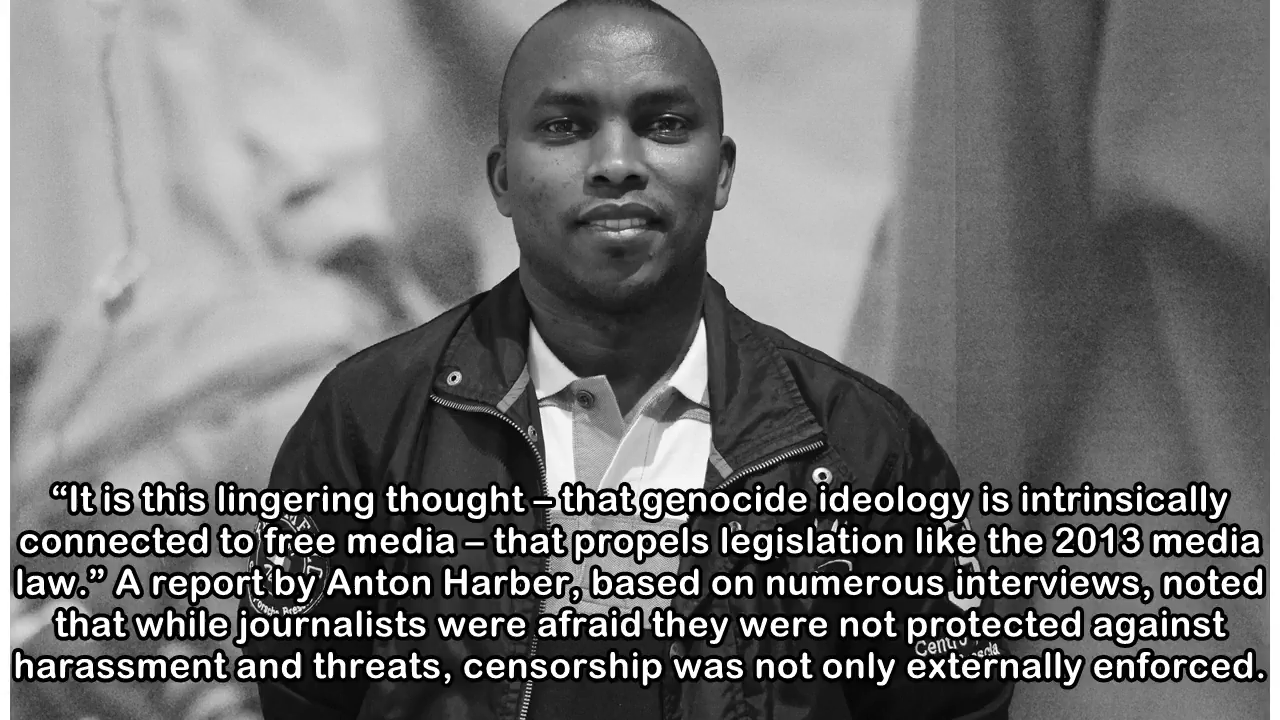 “It is this lingering thought – that genocide ideology is intrinsically
connected to free media – that propels legislation like the 2013 media
law.” A report by Anton Harber, based on numerous interviews, noted
that while journalists were afraid they were not protected against
harassment and threats, censorship was not only externally enforced.